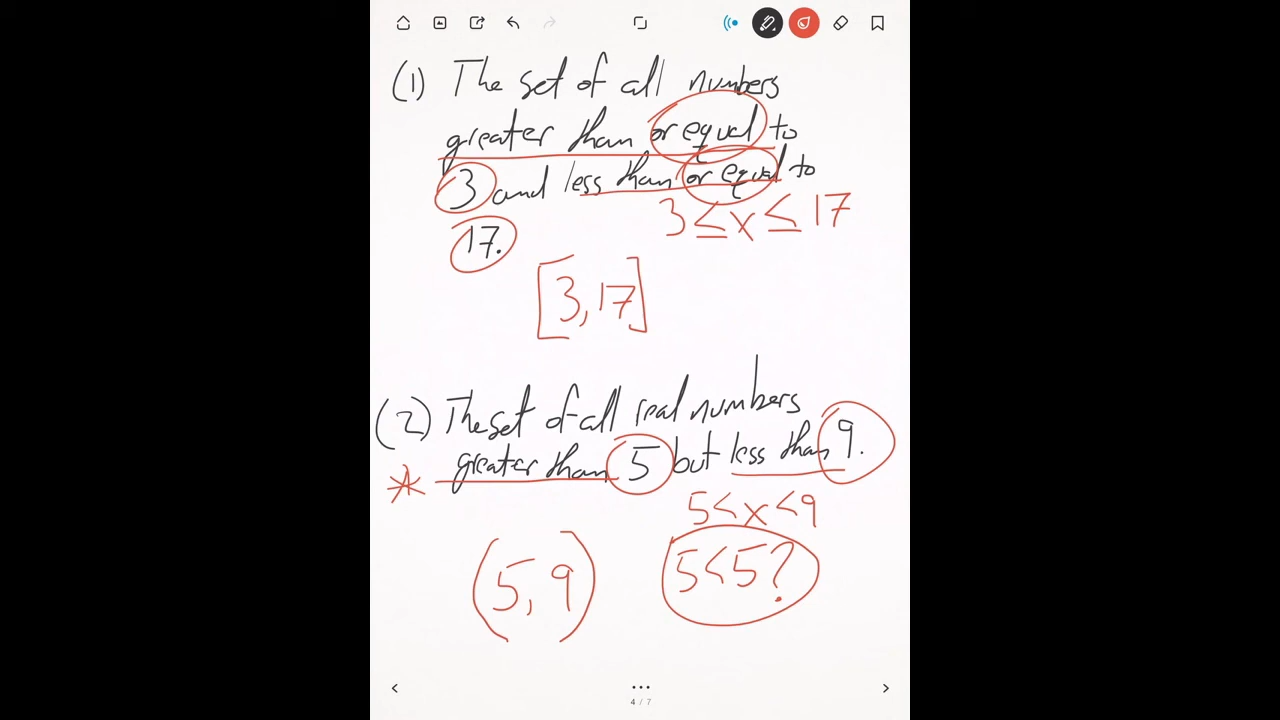 (1) The set of all numbers
greater than or equal to
3 and less than or equal to
3 ≤ x ≤ 17
17.
[3, 17]
(2) The set of all real numbers
greater than 5 but less than 9.
5 < x < 9
(5, 9)
5 < 5?
4 / 7